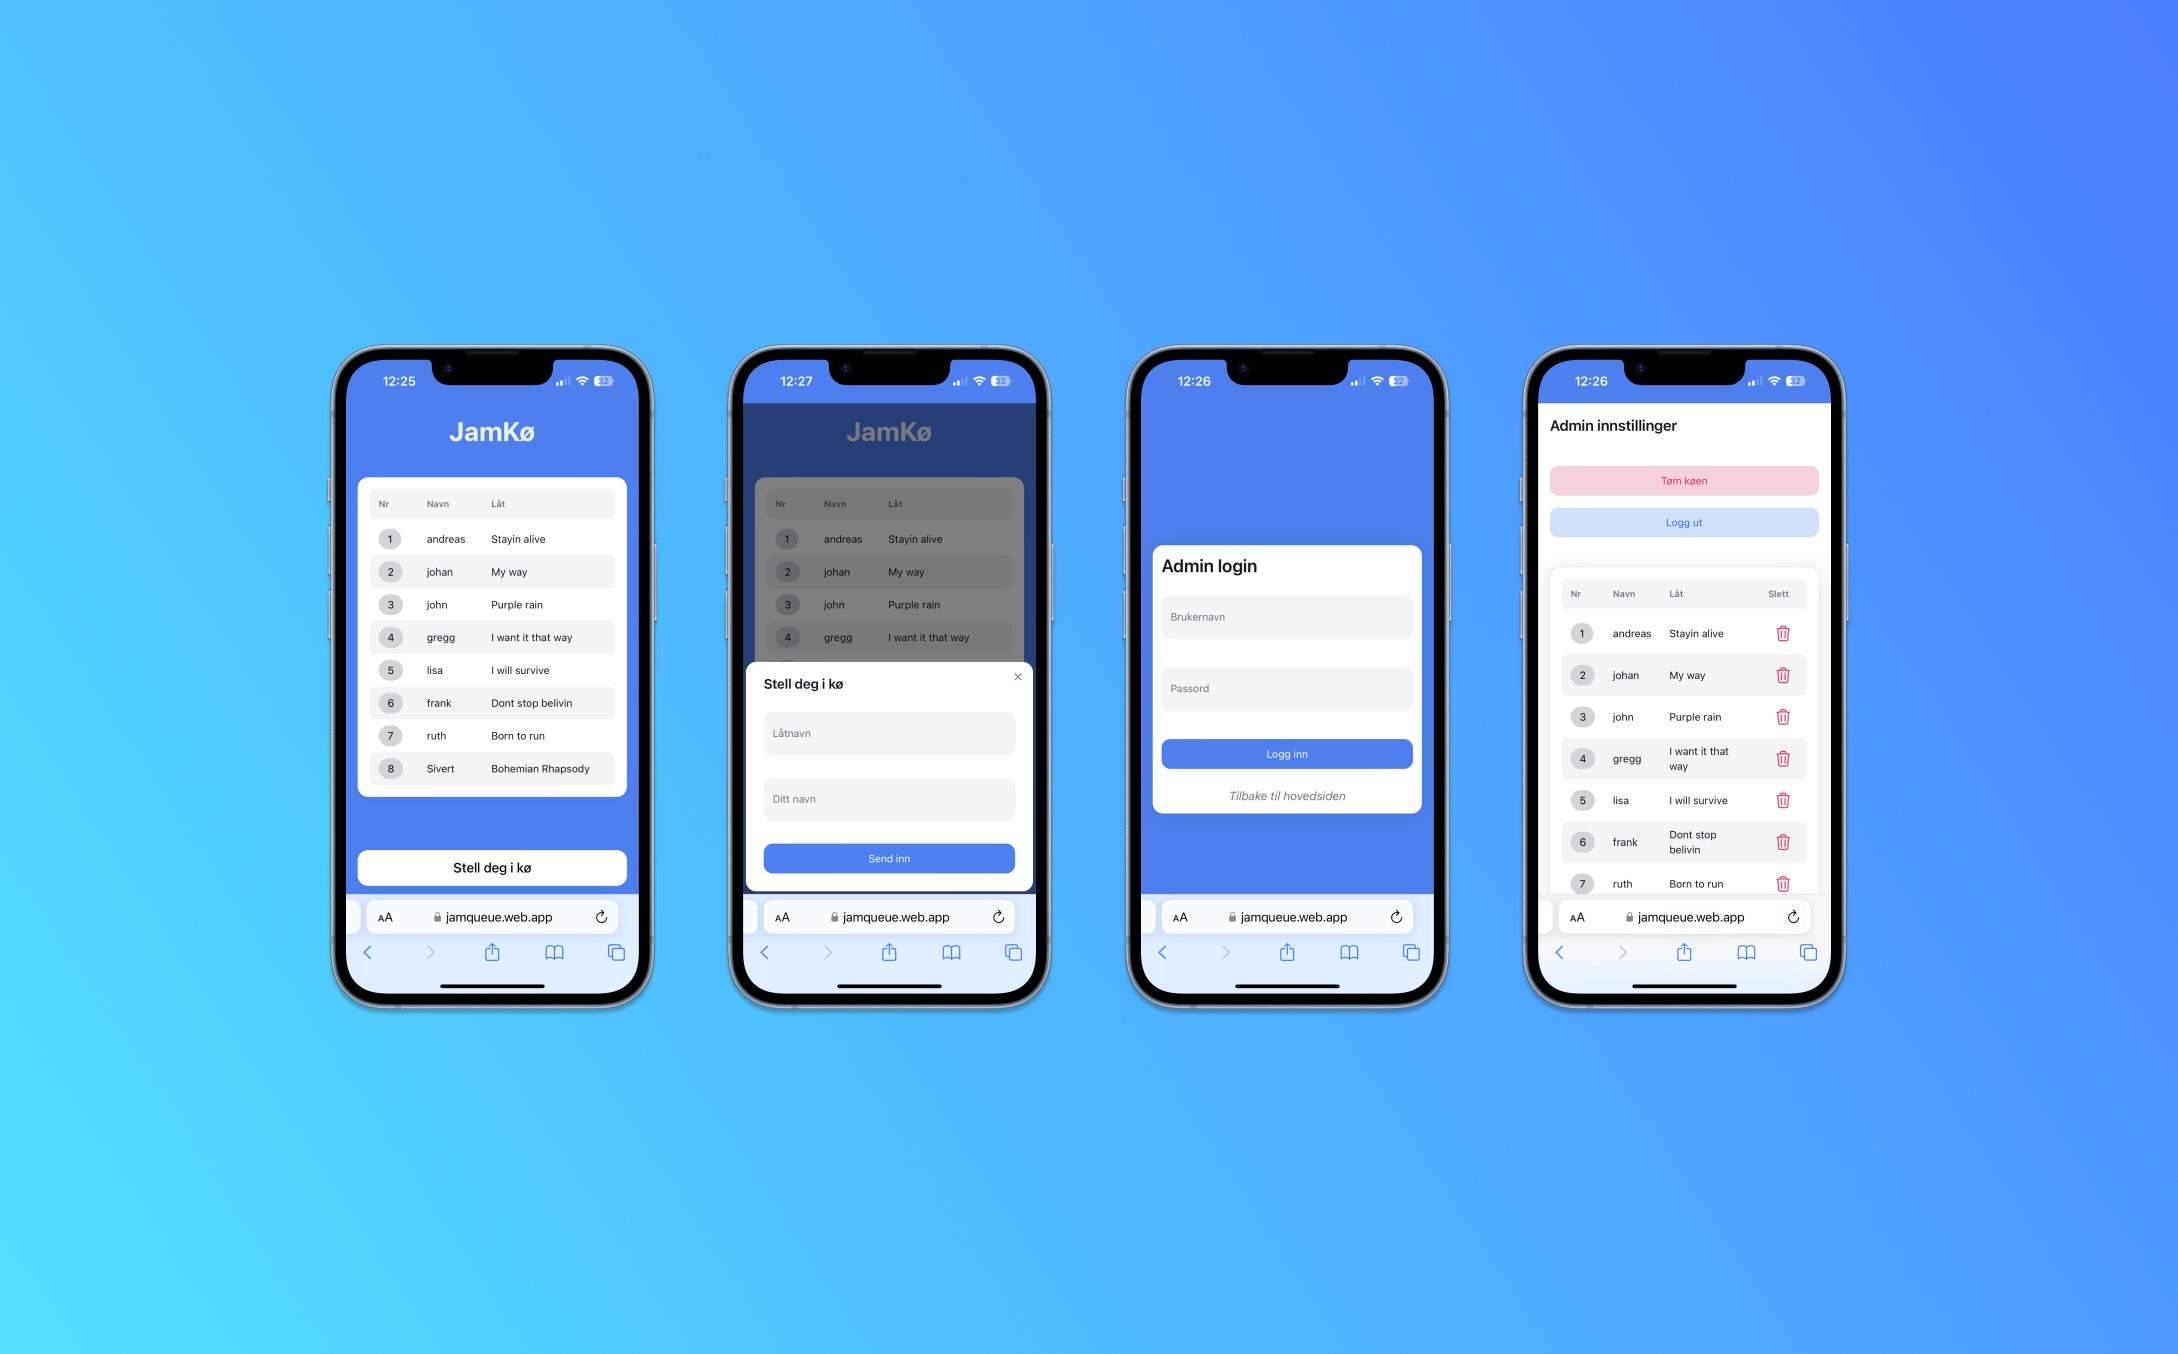 12:25
32
JamKø
Nr Navn Låt
1 andreas Stayin alive
2 johan My way
3 john Purple rain
4 gregg I want it that way
5 lisa I will survive
6 frank Dont stop belivin
7 ruth Born to run
8 Sivert Bohemian Rhapsody
Stell deg i kø
AA jamqueue.web.app
12:27
32
JamKø
Nr Navn Låt
1 andreas Stayin alive
2 johan My way
3 john Purple rain
4 gregg I want it that way
Stell deg i kø
Låtnavn
Ditt navn
Send inn
AA jamqueue.web.app
12:26
32
Admin login
Brukernavn
Passord
Logg inn
Tilbake til hovedsiden
AA jamqueue.web.app
12:26
32
Admin innstillinger
Tøm køen
Logg ut
Nr Navn Låt Slett
1 andreas Stayin alive
2 johan My way
3 john Purple rain
4 gregg I want it that
way
5 lisa I will survive
6 frank Dont stop
belivin
7 ruth Born to run
AA jamqueue.web.app